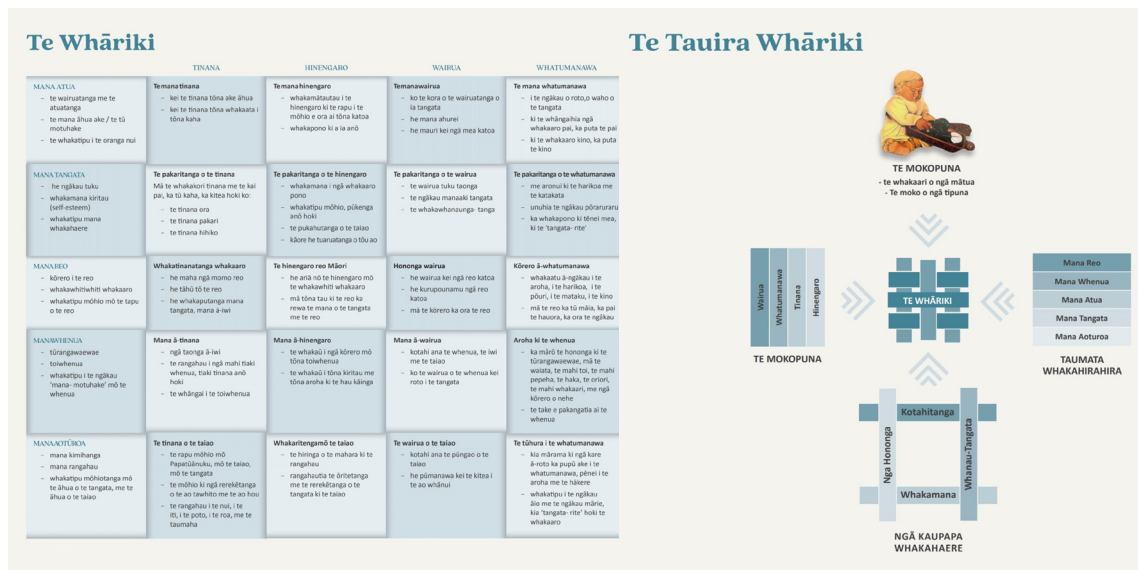 Te Whāriki
TINANA
HINENGARO
WAIRUA
WHATUMANAWA
MANA ATUA
– te wairuatanga me te
atuatanga
– te mana āhua ake / te tū
motuhake
– te whakatipu i te oranga nui
Te mana tinana
– kei te tinana tōna ake āhua
– kei te tinana tōna whakaata i
tōna kaha
Te mana hinengaro
– whakamātautau i te
hinengaro ki te rapu i te
mōhio e ora ai tōna katoa
– whakapono ki a ia anō
Temanawairua
– ko te kora o te wairuatanga o
ia tangata
– he mana ahurei
– he mauri kei ngā mea katoa
Te mana whatumanawa
– i te ngākau o roto,o waho o
te tangata
– ki te whāngaihia ngā
whakaaro pai, ka puta te pai
– ki te whakaaro kino, ka puta
te kino
MANA TANGATA
– he ngākau tuku
– whakamana kiritau
(self-esteem)
– whakatipu mana
whakahaere
Te pakaritanga o te tinana
Mā te whakakori tinana me te kai
pai, ka tū kaha, ka kitea hoki ko:
– te tinana ora
– te tinana pakari
– te tinana hihiko
Te pakaritanga o te hinengaro
– whakamana i ngā whakaaro
pono
– whakatipu mōhio, pūkenga
anō hoki
– te pukahutanga o te taiao
– kāore he tuaruatanga o tōu ao
Te pakaritanga o te wairua
– te wairua tuku taonga
– te ngākau manaaki tangata
– te whakawhanaunga- tanga
Te pakaritanga o te whatumanawa
– me aronui ki te harikoa me
te katakata
– unuhia te ngākau pōraruraru
– ka whakapono ki tēnei mea,
ki te 'tangata- rite'
MANA REO
– kōrero i te reo
– whakawhitiwhiti whakaaro
– whakatipu mōhio mō te tapu
o te reo
Whakatinanatanga whakaaro
– he maha ngā momo reo
– he tāhū tō te reo
– he whakaputanga mana
tangata, mana ā-iwi
Te hinengaro reo Māori
– he ariā nō te hinengaro mō
te whakawhiti whakaaro
– mā tōna tau ki te reo ka
rewa te mana o te tangata
me te reo
Hononga wairua
– he wairua kei ngā reo katoa
– he kurupounamu ngā reo
katoa
– mā te kōrero ka ora te reo
Kōrero ā-whatumanawa
– whakaatu ā-ngākau i te
aroha, i te harikoa, i te
pōuri, i te mataku, i te kino
– mā te reo ka tū māia, ka pai
te hauora, ka ora te ngākau
MANAWHENUA
– tūrangawaewae
– toiwhenua
– whakatipu i te ngākau
'mana- motuhake' mō te
whenua
Mana ā-tinana
– ngā taonga ā-iwi
– te rangahau i ngā mahi tiaki
whenua, tiaki tinana anō
hoki
– te whāngai i te toiwhenua
Mana ā-hinengaro
– te whakaū i ngā kōrero mō
tōna toiwhenua
– te whakaū i tōna kiritau me
tōna aroha ki te hau kāinga
Mana ā-wairua
– kotahi ana te whenua, te iwi
me te taiao
– ko te wairua o te whenua kei
roto i te tangata
Aroha ki te whenua
– ka mārō te hononga ki te
tūrangawaewae, mā te
waiata, te mahi toi, te mahi
pepeha, te haka, te oriori,
te mahi whakaari, me ngā
kōrero o nehe
– te take e pakangatia ai te
whenua
MANAAOTŪROA
– mana kimihanga
– mana rangahau
– whakatipu mōhiotanga mō
te āhua o te tangata, me te
āhua o te taiao
Te tinana o te taiao
– te rapu mōhio mō
Papatūānuku, mō te taiao,
mō te tangata
– te mōhio ki ngā rerekētanga
o te ao tawhito me te ao hou
– te rangahau i te nui, i te
iti, i te poto, i te roa, me te
taumaha
Whakaritengamō te taiao
– te hiringa o te mahara ki te
rangahau
– rangaheutia te ōritetanga
me te rerekētanga o te
tangata ki te taiao
Te wairua o te taiao
– kotahi ana te pūngao o te
taiao
– he pūmanawa kei te kitea i
te ao whānui
Te tūhura i te whatumanawa
– kia mārama ki ngā kare
ā-roto ka pupū ake i te
whatumanawa, pēnei i te
aroha me te hākere
– whakatipu i te ngākau
āio me te ngākau mārie,
kia 'tangata- rite' hoki te
whakaaro
Te Tauira Whāriki
TE MOKOPUNA
- te whakaari o ngā mātua
- Te moko o ngā tīpuna
Wairua
Whatumanawa
Tinana
Hinengaro
TE MOKOPUNA
TE WHĀRIKI
Mana Reo
Mana Whenua
Mana Atua
Mana Tangata
Mana Aoturoa
TAUMATA
WHAKAHIRAHIRA
Kotahitanga
Nga Hononga
Whanau-Tangata
Whakamana
NGĀ KAUPAPA
WHAKAHAERE